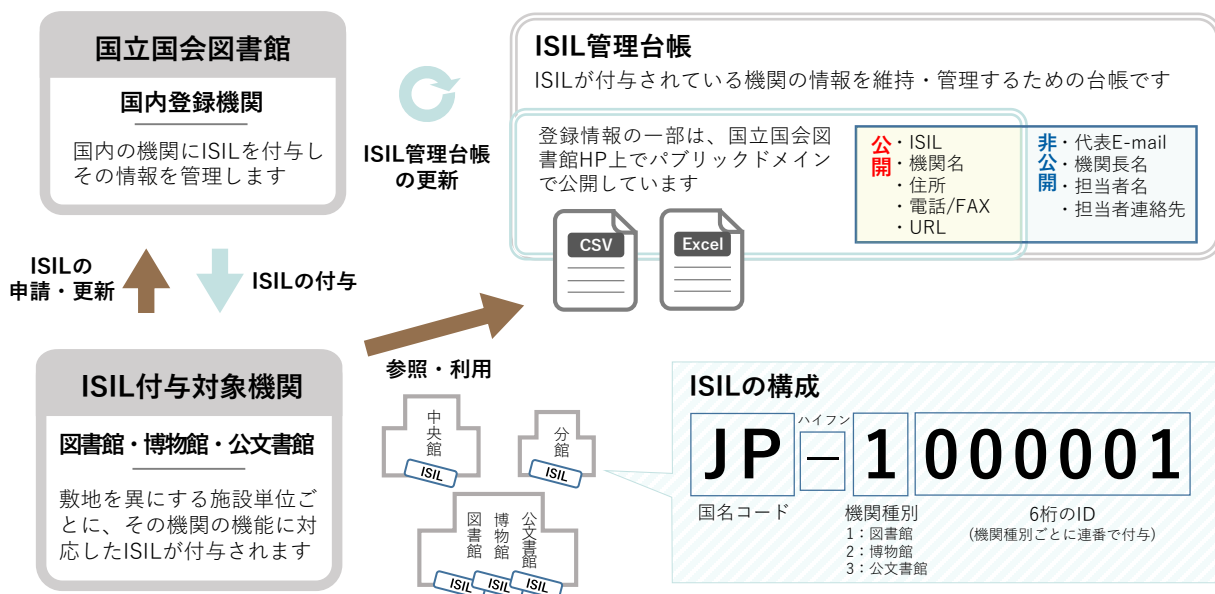 国立国会図書館
国内登録機関
国内の機関にISILを付与し
その情報を管理します
ISIL管理台帳
の更新
ISIL管理台帳
ISILが付与されている機関の情報を維持・管理するための台帳です
登録情報の一部は、国立国会図
書館HP上でパブリックドメイン
で公開しています
CSV
Excel
公開
・ISIL
・機関名
・住所
・電話/FAX
・URL
非公開
・代表E-mail
・機関長名
・担当者名
・担当者連絡先
ISILの
申請・更新
ISILの付与
ISIL付与対象機関
図書館・博物館・公文書館
敷地を異にする施設単位ご
とに、その機関の機能に対
応したISILが付与されます
参照・利用
中央館
ISIL
分館
ISIL
図書館
博物館
公文書館
ISIL
ISIL
ISIL
ISILの構成
ハイフン
JP－1000001
国名コード
機関種別
1：図書館
2：博物館
3：公文書館
6桁のID
(機関種別ごとに連番で付与)